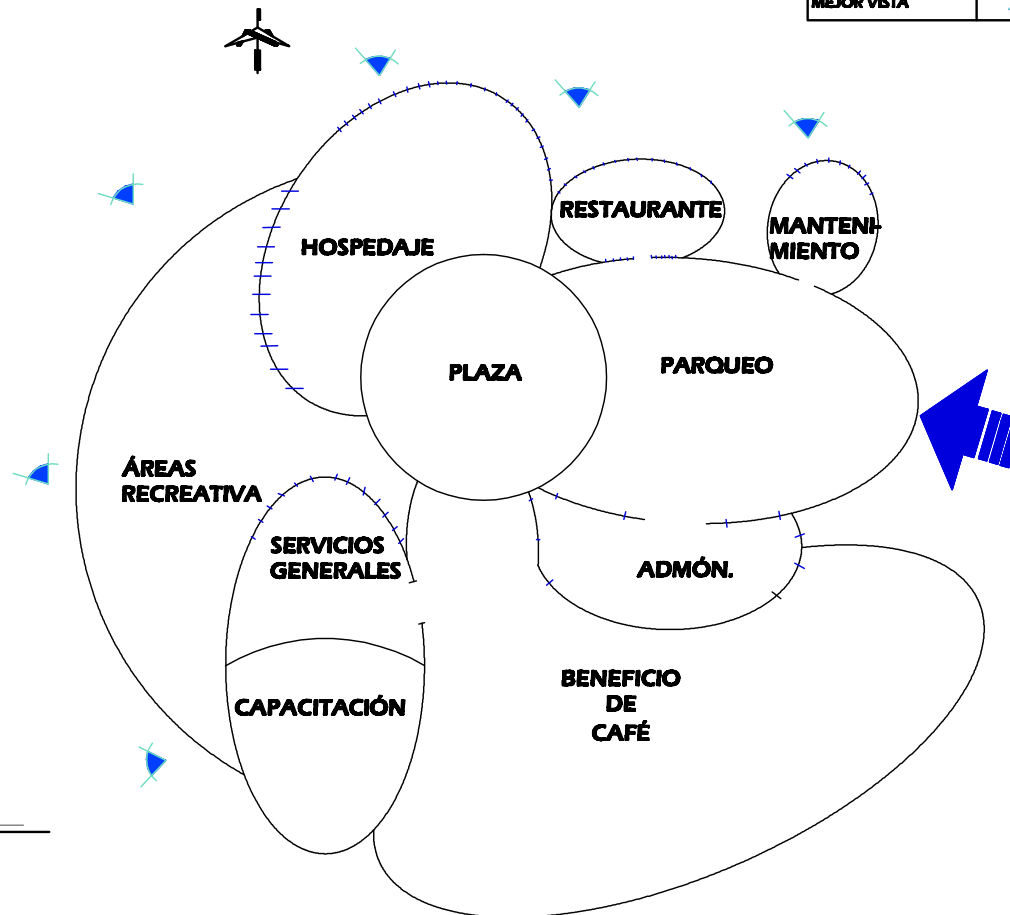 MEJOR VISTA
RESTAURANTE
MANTENI-
MIENTO
HOSPEDAJE
PLAZA
PARQUEO
ÁREAS
RECREATIVA
SERVICIOS
GENERALES
ADMÓN.
CAPACITACIÓN
BENEFICIO
DE
CAFÉ